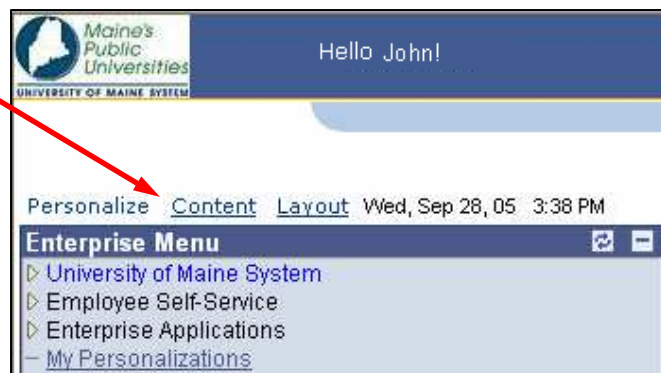 Maine's
Public
Universities
UNIVERSITY OF MAINE SYSTEM
Hello John!
Personalize Content Layout Wed, Sep 28, 05 3:38 PM
Enterprise Menu
University of Maine System
Employee Self-Service
Enterprise Applications
My Personalizations